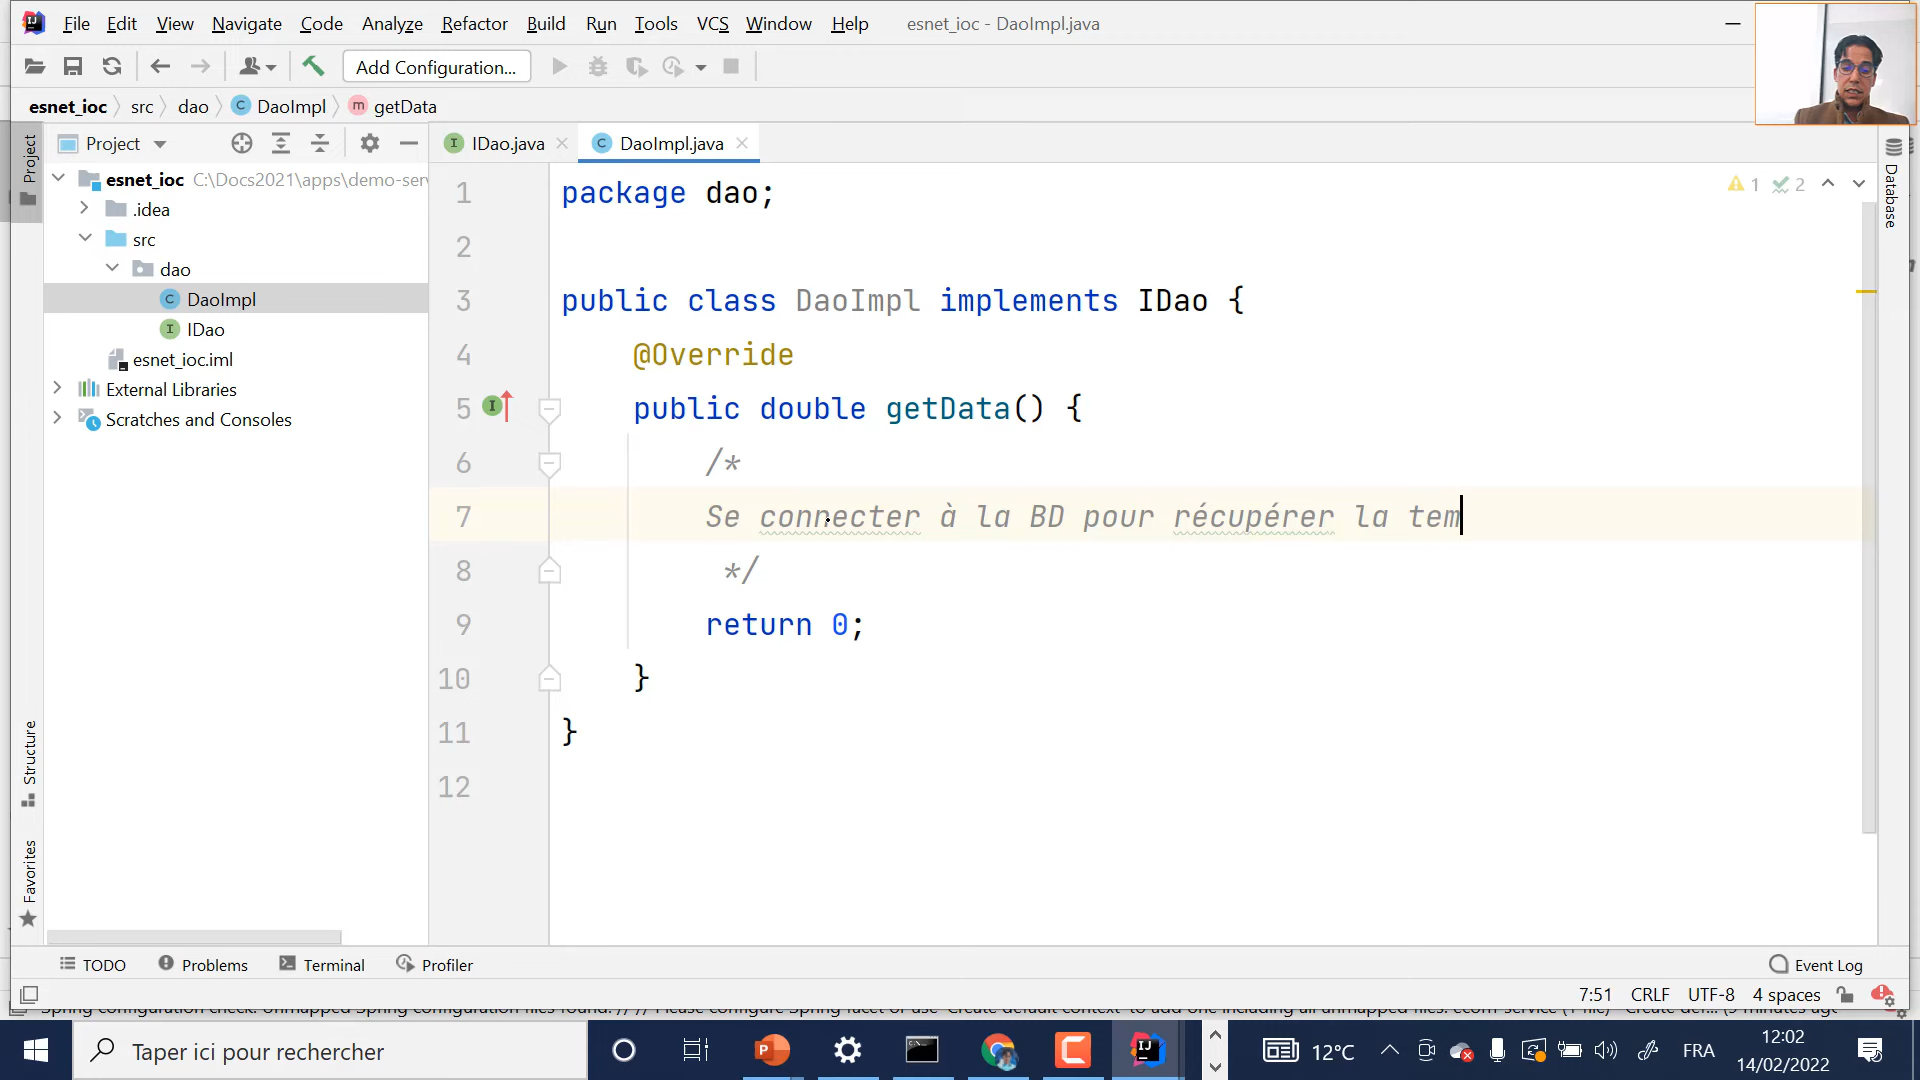 File Edit View Navigate Code Analyze Refactor Build Run Tools VCS Window Help esnet_ioc - DaoImpl.java
Add Configuration...
esnet_ioc src dao DaoImpl getData
Project IDao.java DaoImpl.java
esnet_ioc C:\Docs2021\apps\demo-ser
.idea
src
dao
DaoImpl
IDao
esnet_ioc.iml
External Libraries
Scratches and Consoles
Project
Structure
Favorites
Database
1 2
1 package dao;
2
3 public class DaoImpl implements IDao {
4 @Override
5 public double getData() {
6 /*
7 Se connecter à la BD pour récupérer la tem
8 */
9 return 0;
10 }
11 }
12
TODO Problems Terminal Profiler Event Log
7:51 CRLF UTF-8 4 spaces
Taper ici pour rechercher
12°C FRA 12:02
14/02/2022